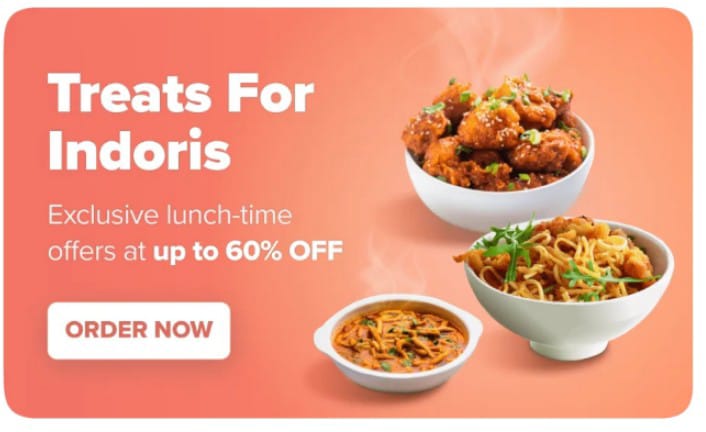 Treats For
Indoris
Exclusive lunch-time
offers at up to 60% OFF
ORDER NOW